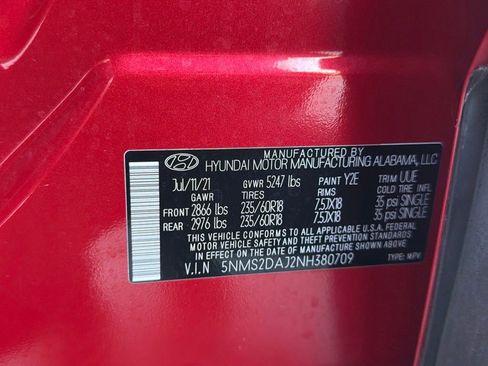 MANUFACTURED BY
HYUNDAI MOTOR MANUFACTURING ALABAMA, LLC
Jul/11/21 GVWR 5247 lbs PAINT Y2E TRIM UUE
TIRES RIMS COLD TIRE INFL.
FRONT 2866 lbs 235/60R18 7.5JX18 35 psi SINGLE
REAR 2976 lbs 235/60R18 7.5JX18 35 psi SINGLE
THIS VEHICLE CONFORMS TO ALL APPLICABLE U.S.A. FEDERAL
MOTOR VEHICLE SAFETY, BUMPER, AND THEFT PREVENTION
STANDARDS IN EFFECT ON THE DATE OF MANUFACTURE SHOWN ABOVE.
V.I.N 5NMS2DAJ2NH380709 TYPE: MPV